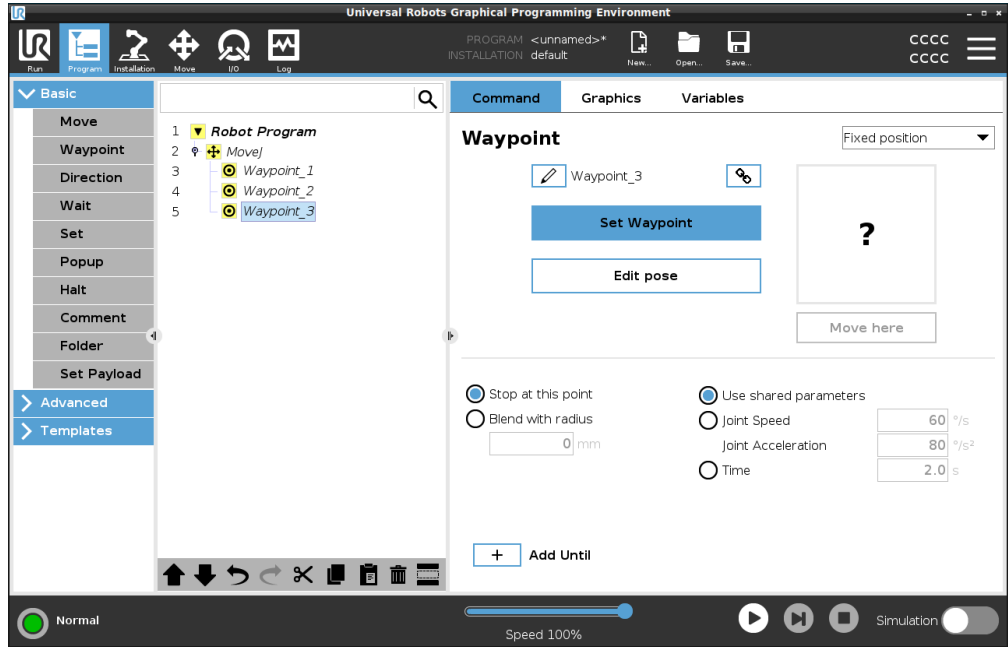 Universal Robots Graphical Programming Environment
PROGRAM <unnamed>*
INSTALLATION default
Run
Program
Installation
Move
I/O
Log
New...
Open...
Save...
CCCC
CCCC
Basic
Move
Waypoint
Direction
Wait
Set
Popup
Halt
Comment
Folder
Set Payload
Advanced
Templates
1 Robot Program
2 MoveJ
3 Waypoint_1
4 Waypoint_2
5 Waypoint_3
Command Graphics Variables
Waypoint
Fixed position
Waypoint_3
Set Waypoint
Edit pose
?
Move here
Stop at this point
Blend with radius
0 mm
Use shared parameters
Joint Speed 60 °/s
Joint Acceleration 80 °/s²
Time 2.0 s
+ Add Until
Normal
Speed 100%
Simulation